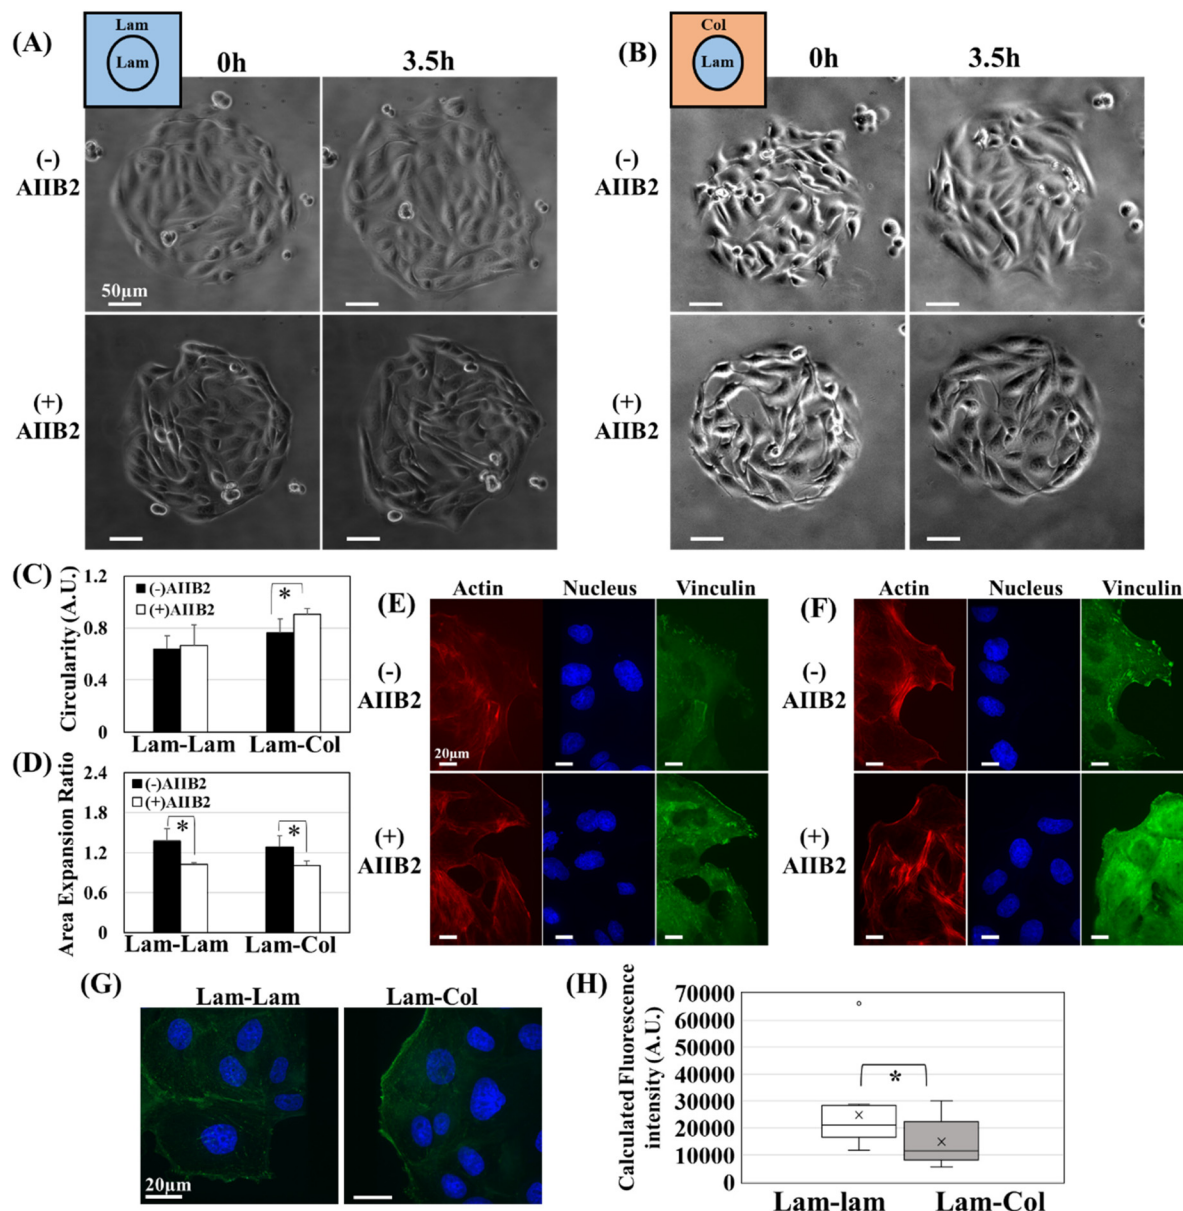 (A)
Lam
Lam
0h
3.5h
(-)
AIIB2
50µm
(+)
AIIB2
(B)
Col
Lam
0h
3.5h
(-)
AIIB2
(+)
AIIB2
(C)
Circularity (A.U.)
1.2
0.8
0.4
0
(-)AIIB2
(+)AIIB2
*
Lam-Lam
Lam-Col
(D)
Area Expansion Ratio
2.4
1.8
1.2
0.6
0
(-)AIIB2
(+)AIIB2
*
*
Lam-Lam
Lam-Col
(E)
Actin
Nucleus
Vinculin
(-)
AIIB2
20µm
(+)
AIIB2
(F)
Actin
Nucleus
Vinculin
(-)
AIIB2
(+)
AIIB2
(G)
Lam-Lam
Lam-Col
20µm
(H)
Calculated Fluorescence
intensity (A.U.)
70000
60000
50000
40000
30000
20000
10000
0
*
Lam-lam
Lam-Col